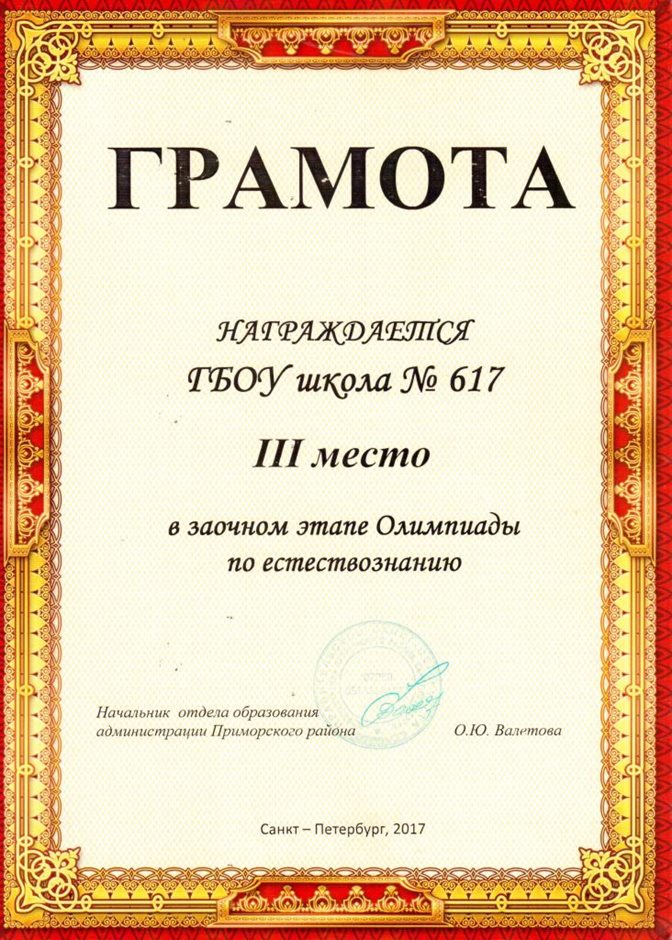 ГРАМОТА
НАГРАЖДАЕТСЯ
ГБОУ школа № 617
III место
в заочном этапе Олимпиады
по естествознанию
Начальник отдела образования
администрации Приморского района
О.Ю. Валетова
Санкт – Петербург, 2017